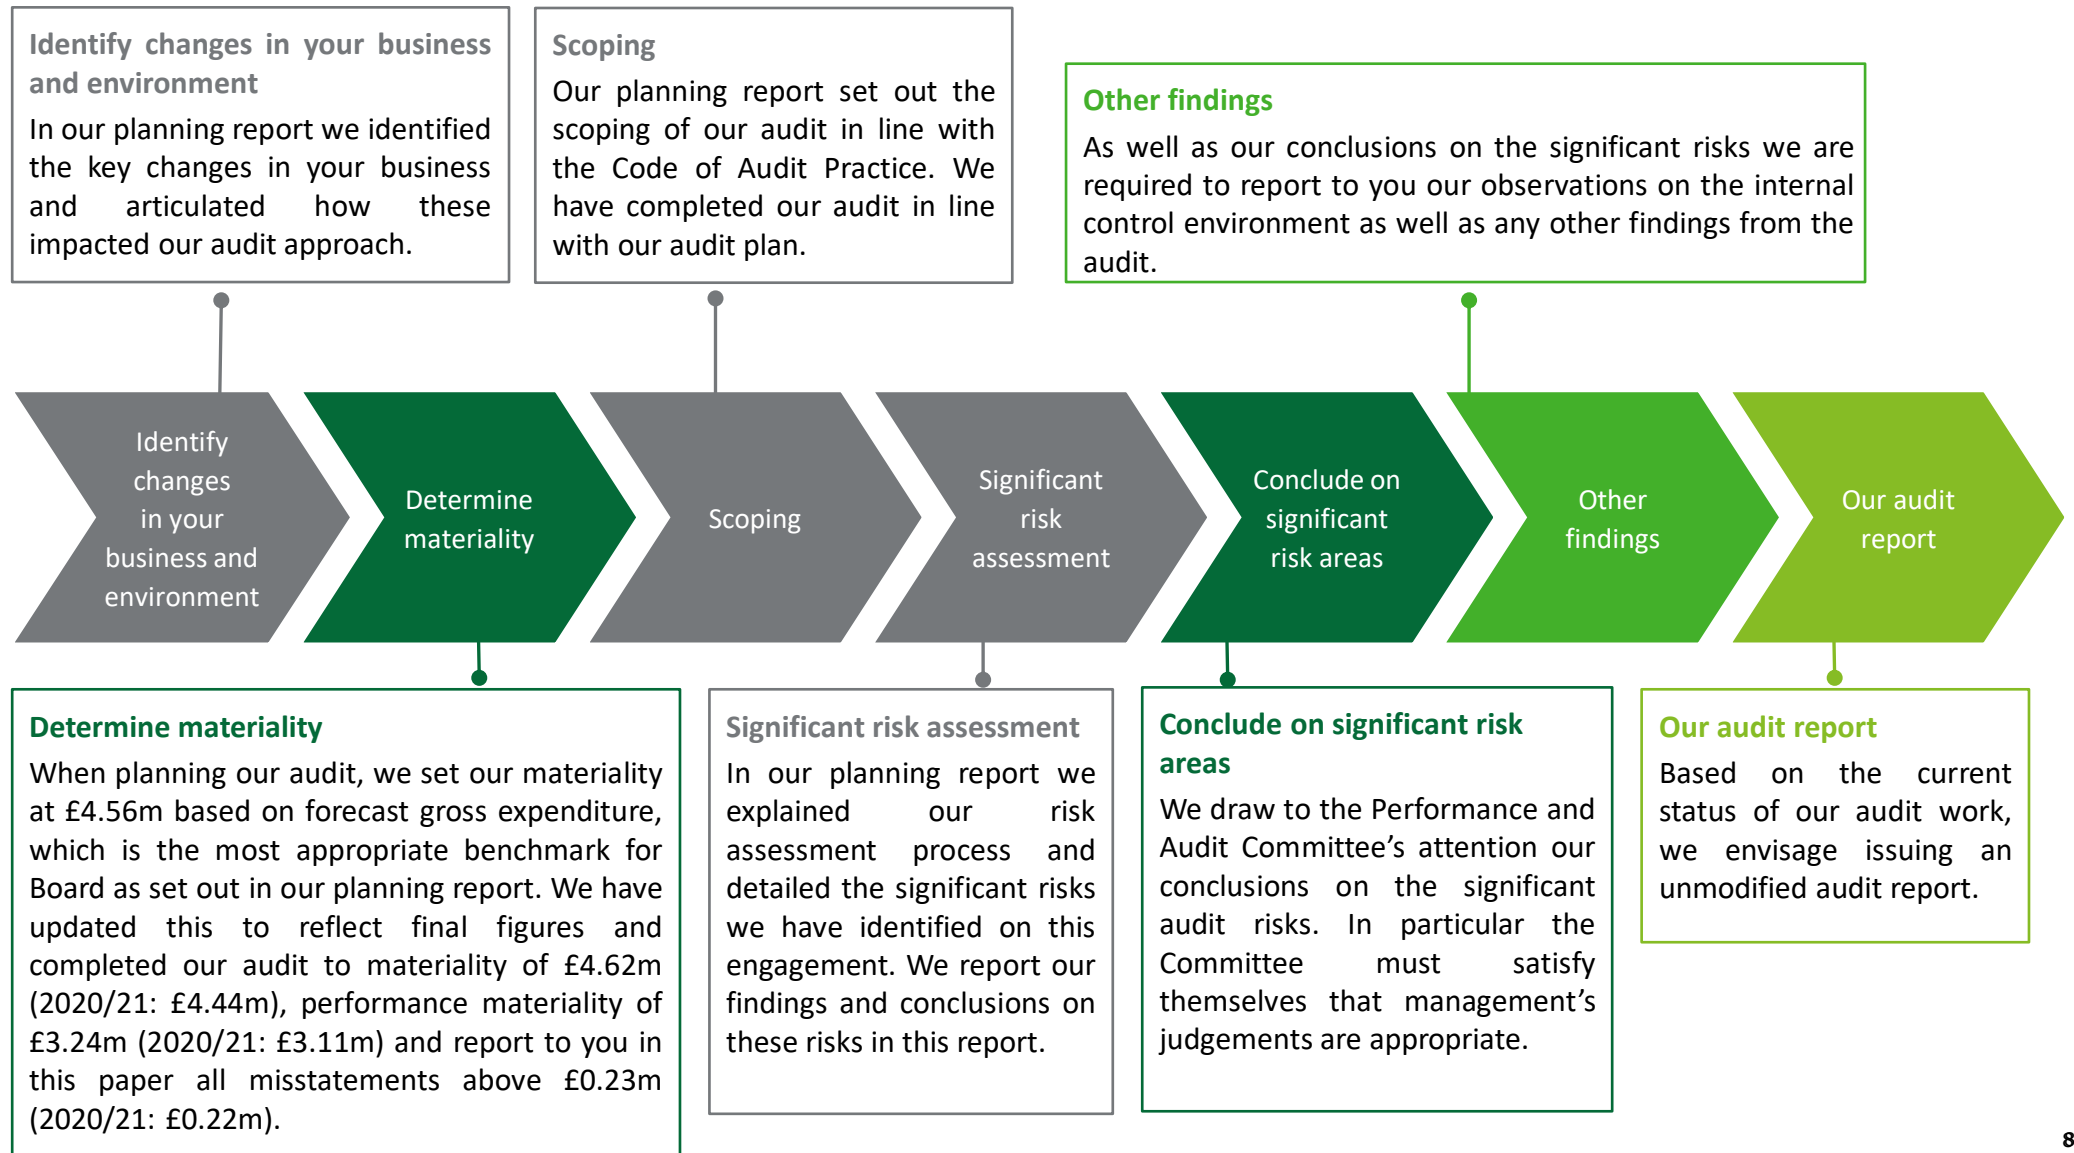 Identify changes in your business
and environment
In our planning report we identified
the key changes in your business
and articulated how these
impacted our audit approach.
Scoping
Our planning report set out the
scoping of our audit in line with
the Code of Audit Practice. We
have completed our audit in line
with our audit plan.
Other findings
As well as our conclusions on the significant risks we are
required to report to you our observations on the internal
control environment as well as any other findings from the
audit.
Identify
changes
in your
business and
environment
Determine
materiality
Scoping
Significant
risk
assessment
Conclude on
significant
risk areas
Other
findings
Our audit
report
Determine materiality
When planning our audit, we set our materiality
at £4.56m based on forecast gross expenditure,
which is the most appropriate benchmark for
Board as set out in our planning report. We have
updated this to reflect final figures and
completed our audit to materiality of £4.62m
(2020/21: £4.44m), performance materiality of
£3.24m (2020/21: £3.11m) and report to you in
this paper all misstatements above £0.23m
(2020/21: £0.22m).
Significant risk assessment
In our planning report we
explained our risk
assessment process and
detailed the significant risks
we have identified on this
engagement. We report our
findings and conclusions on
these risks in this report.
Conclude on significant risk
areas
We draw to the Performance and
Audit Committee’s attention our
conclusions on the significant
audit risks. In particular the
Committee must satisfy
themselves that management’s
judgements are appropriate.
Our audit report
Based on the current
status of our audit work,
we envisage issuing an
unmodified audit report.
8